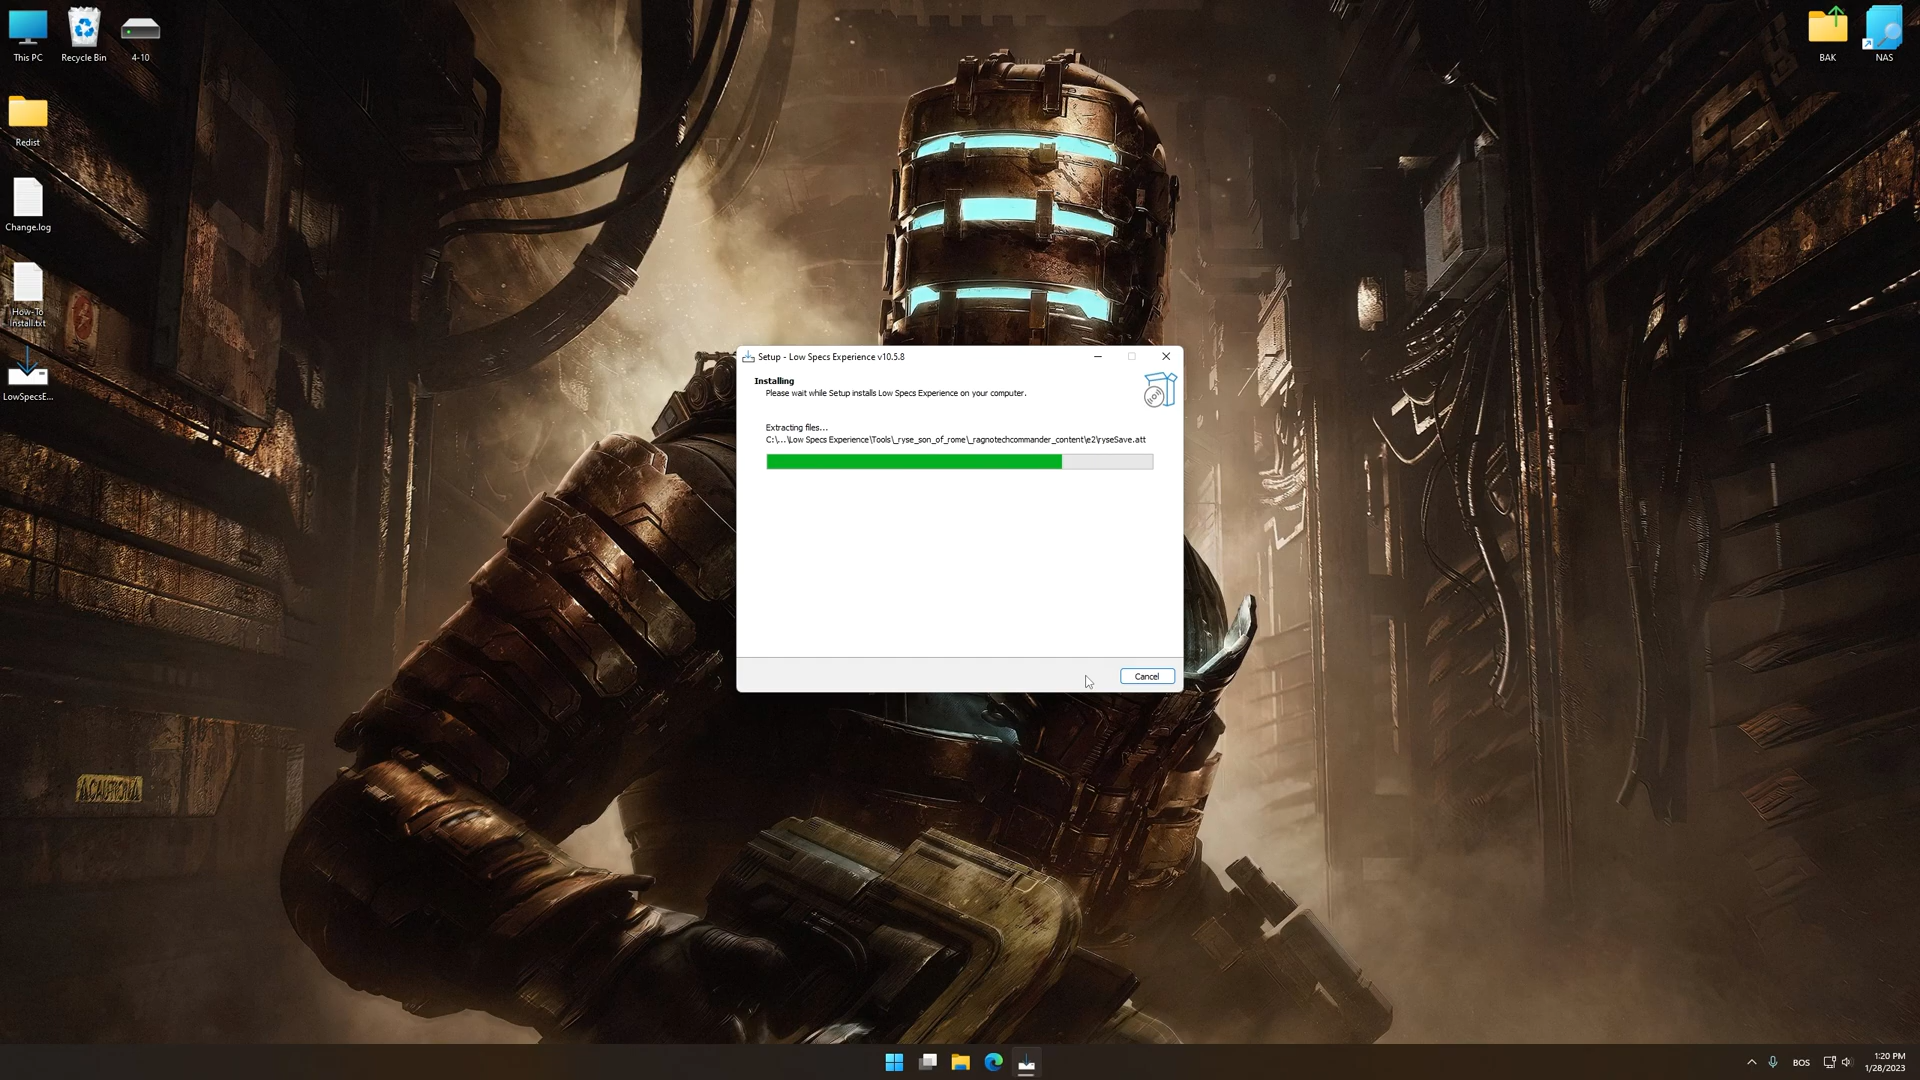 This PC
Recycle Bin
4-10
BAK
NAS
Redist
Change.log
How-To
Install.txt
LowSpecsE...
Setup - Low Specs Experience v10.5.8
Installing
Please wait while Setup installs Low Specs Experience on your computer.
Extracting files...
C:\...\Low Specs Experience\Tools\_ryse_son_of_rome\_ragnotechcommander_content\e2\ryseSave.att
Cancel
CAUTION
BOS
1:20 PM
1/28/2023